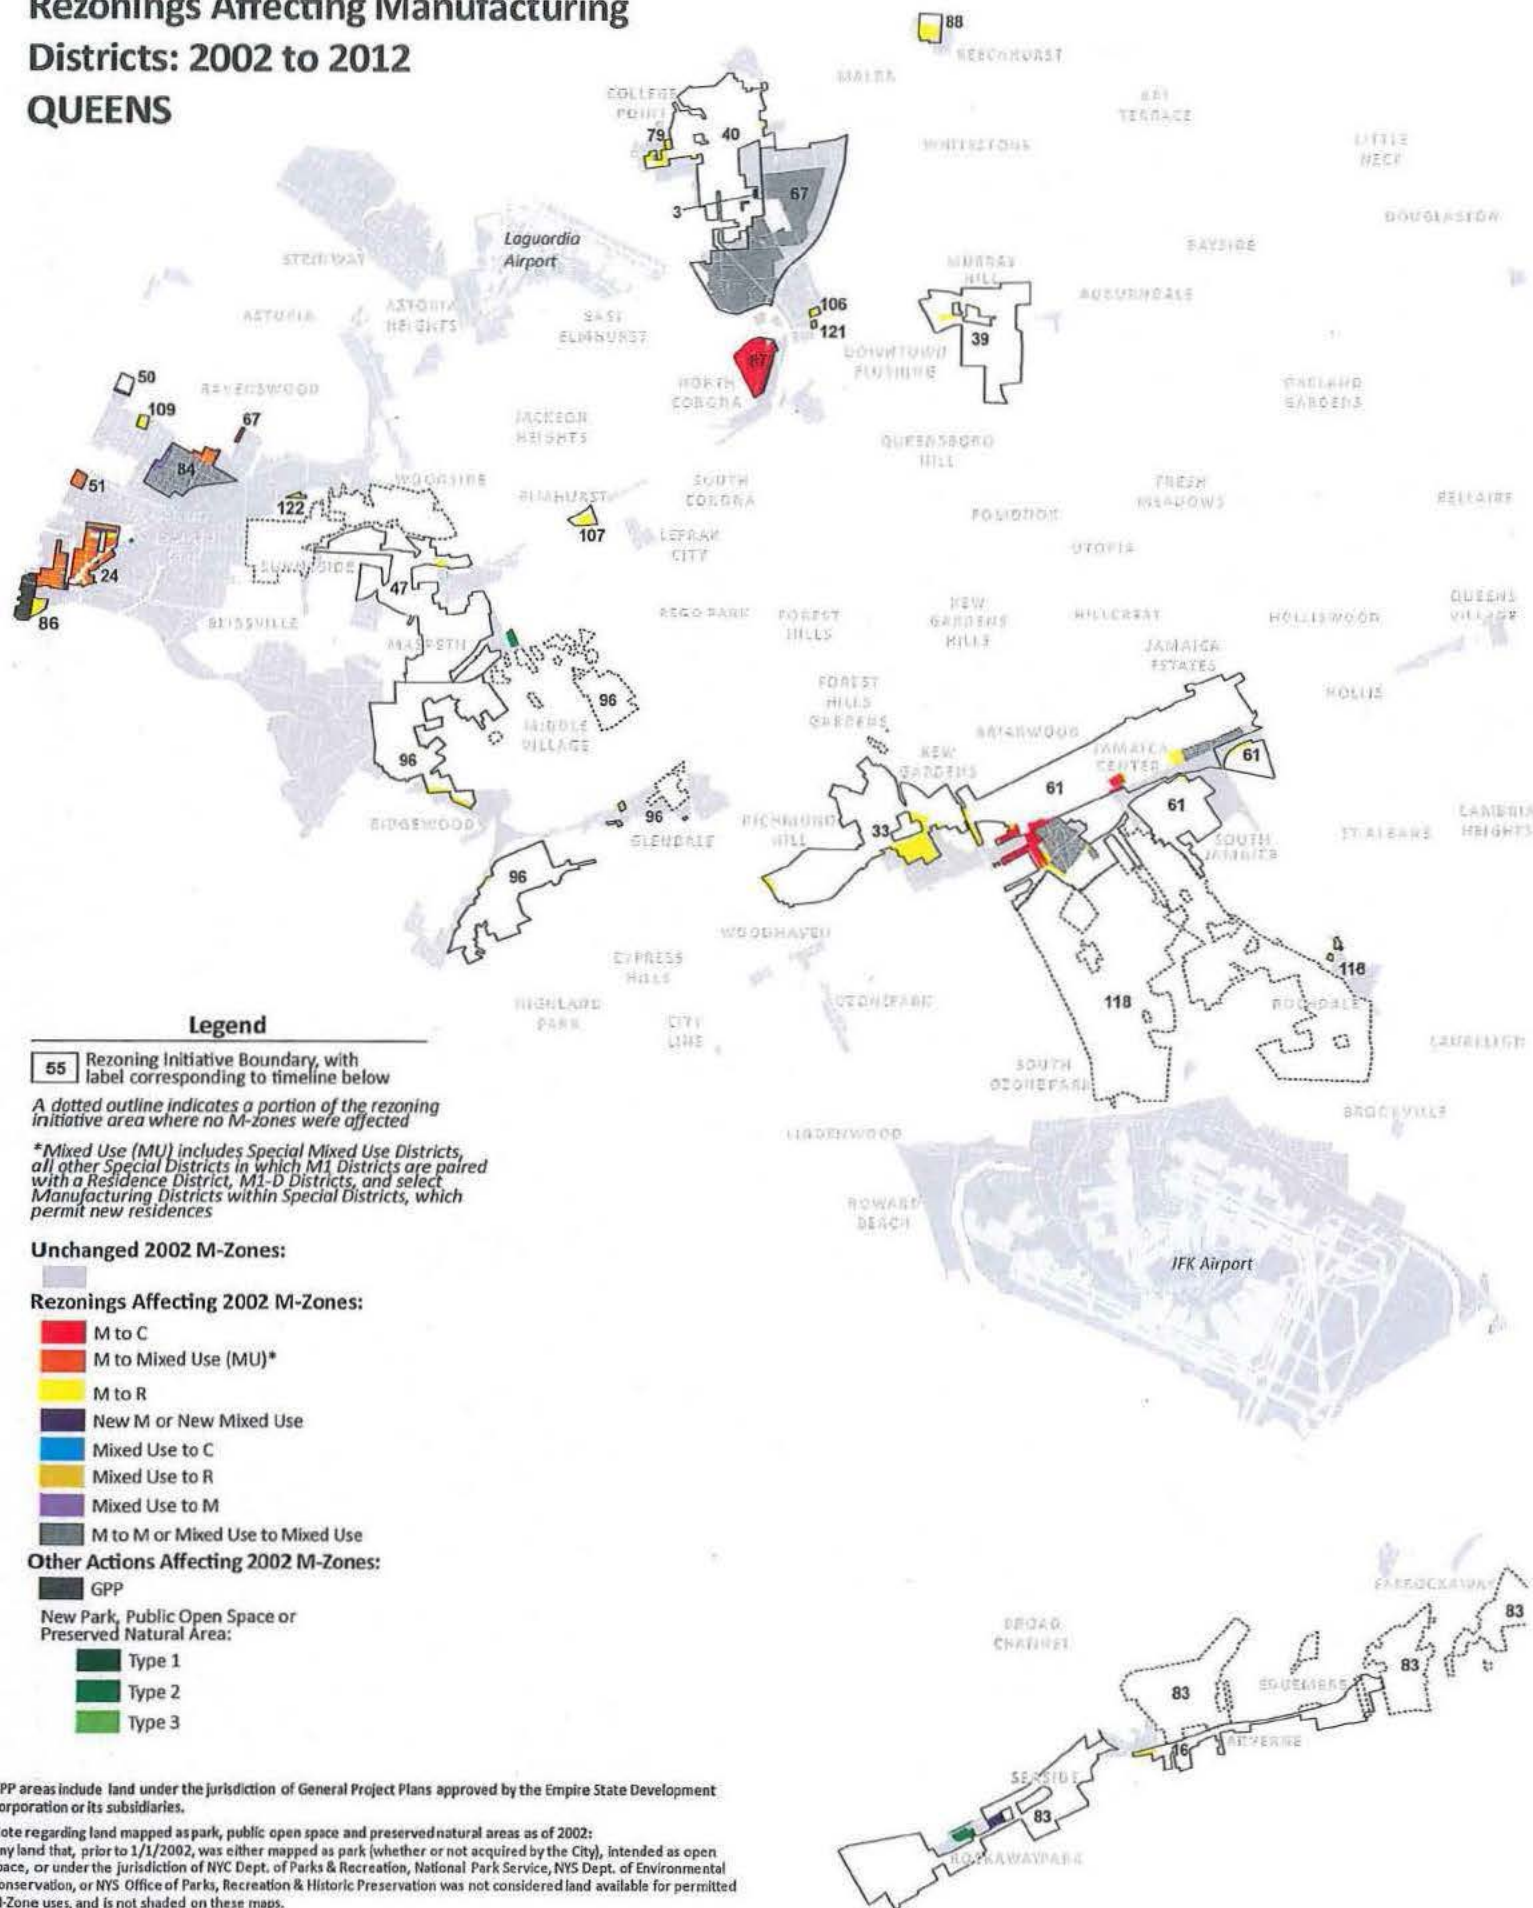 Rezonings Affecting Manufacturing
Districts: 2002 to 2012
QUEENS
88
BEECHHURST
MALBA
COLLEGE
POINT
BAY
TERRACE
79
40
WHITESTONE
LITTLE
NECK
67
3
DOUGLASTON
Laguardia
Airport
BAYSIDE
STEINWAY
MURRAY
HILL
AUBURNDALE
ASTORIA
ASTORIA
HEIGHTS
EAST
ELMHURST
106
121
39
DOWNTOWN
FLUSHING
87
50
RAVENSWOOD
NORTH
CORONA
OAKLAND
GARDENS
109
67
JACKSON
HEIGHTS
QUEENSBORO
HILL
84
51
WOODSIDE
ELMHURST
SOUTH
CORONA
FRESH
MEADOWS
BELLAIRE
122
POMONOK
107
LEFRAK
CITY
UTOPIA
SUNNYSIDE
24
47
86
BLISSVILLE
REGO PARK
FOREST
HILLS
KEW
GARDENS
HILLS
HILLCREST
HOLLISWOOD
QUEENS
VILLAGE
MASPETH
JAMAICA
ESTATES
96
FOREST
HILLS
GARDENS
HOLLIS
MIDDLE
VILLAGE
BRIARWOOD
96
KEW
GARDENS
JAMAICA
CENTER
61
61
61
96
RIDGEWOOD
GLENDALE
RICHMOND
HILL
33
SOUTH
JAMAICA
ST ALBANS
CAMBRIA
HEIGHTS
96
WOODHAVEN
CYPRESS
HILLS
118
118
HIGHLAND
PARK
CITY
LINE
OZONE PARK
ROCHDALE
LAURELTON
SOUTH
OZONE PARK
BROOKVILLE
LINDENWOOD
HOWARD
BEACH
JFK Airport
Legend
55 Rezoning Initiative Boundary, with
label corresponding to timeline below
A dotted outline indicates a portion of the rezoning
initiative area where no M-zones were affected
*Mixed Use (MU) includes Special Mixed Use Districts,
all other Special Districts in which M1 Districts are paired
with a Residence District, M1-D Districts, and select
Manufacturing Districts within Special Districts, which
permit new residences
Unchanged 2002 M-Zones:
Rezonings Affecting 2002 M-Zones:
M to C
M to Mixed Use (MU)*
M to R
New M or New Mixed Use
Mixed Use to C
Mixed Use to R
Mixed Use to M
M to M or Mixed Use to Mixed Use
Other Actions Affecting 2002 M-Zones:
GPP
New Park, Public Open Space or
Preserved Natural Area:
Type 1
Type 2
Type 3
FAR ROCKAWAY
83
BROAD
CHANNEL
83
83
EDGEMERE
16
ARVERNE
SEASIDE
83
ROCKAWAY PARK
PP areas include land under the jurisdiction of General Project Plans approved by the Empire State Development
orporation or its subsidiaries.
ote regarding land mapped as park, public open space and preserved natural areas as of 2002:
ny land that, prior to 1/1/2002, was either mapped as park (whether or not acquired by the City), intended as open
pace, or under the jurisdiction of NYC Dept. of Parks & Recreation, National Park Service, NYS Dept. of Environmental
onservation, or NYS Office of Parks, Recreation & Historic Preservation was not considered land available for permitted
-Zone uses, and is not shaded on these maps.